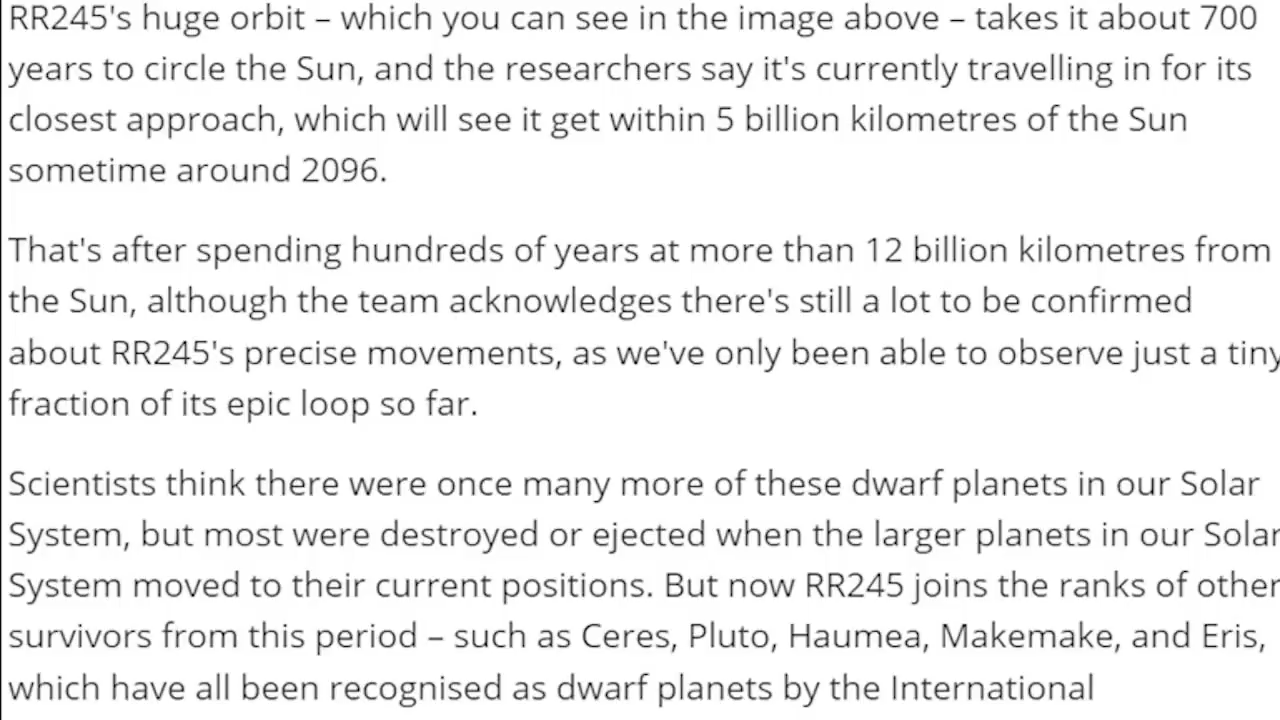 RR245's huge orbit – which you can see in the image above – takes it about 700
years to circle the Sun, and the researchers say it's currently travelling in for its
closest approach, which will see it get within 5 billion kilometres of the Sun
sometime around 2096.
That's after spending hundreds of years at more than 12 billion kilometres from
the Sun, although the team acknowledges there's still a lot to be confirmed
about RR245's precise movements, as we've only been able to observe just a tiny
fraction of its epic loop so far.
Scientists think there were once many more of these dwarf planets in our Solar
System, but most were destroyed or ejected when the larger planets in our Solar
System moved to their current positions. But now RR245 joins the ranks of other
survivors from this period – such as Ceres, Pluto, Haumea, Makemake, and Eris,
which have all been recognised as dwarf planets by the International